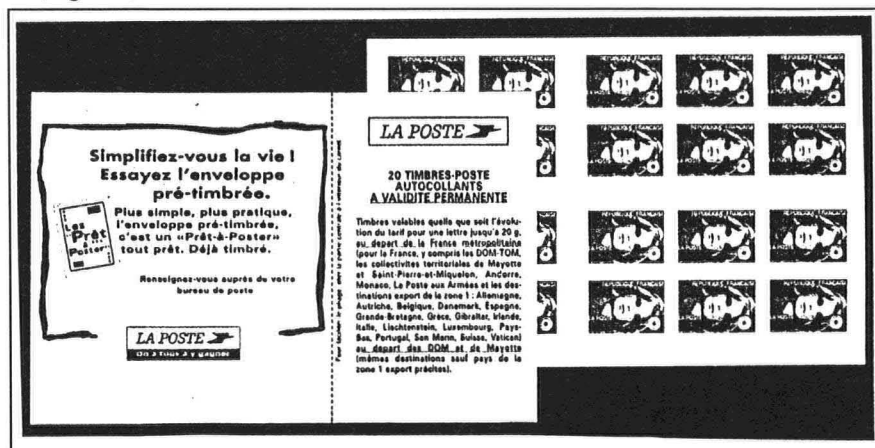 Simplifiez-vous la vie !
Essayez l'enveloppe
pré-timbrée.
Plus simple, plus pratique,
l'enveloppe pré-timbrée,
c'est un «Prêt-à-Poster»
tout prêt. Déjà timbré.
Les
Prêt
à
Poster
Renseignez-vous auprès de votre
bureau de poste
LA POSTE
On a tous à y gagner
LA POSTE
20 TIMBRES-POSTE
AUTOCOLLANTS
A VALIDITE PERMANENTE
Timbres valables quelle que soit l'évolu-
tion du tarif pour une lettre jusqu'à 20 g,
au départ de la France métropolitaine
(pour la France, y compris les DOM-TOM,
les collectivités territoriales de Mayotte
et Saint-Pierre-et-Miquelon, Andorre,
Monaco, La Poste aux Armées et les des-
tinations export de la zone 1 : Allemagne,
Autriche, Belgique, Danemark, Espagne,
Grande-Bretagne, Grèce, Gibraltar, Irlande,
Italie, Liechtenstein, Luxembourg, Pays-
Bas, Portugal, San Marin, Suisse, Vatican)
au départ des DOM et de Mayotte
(mêmes destinations sauf pays de la
zone 1 export précités).
REPUBLIQUE FRANÇAISE
LA POSTE